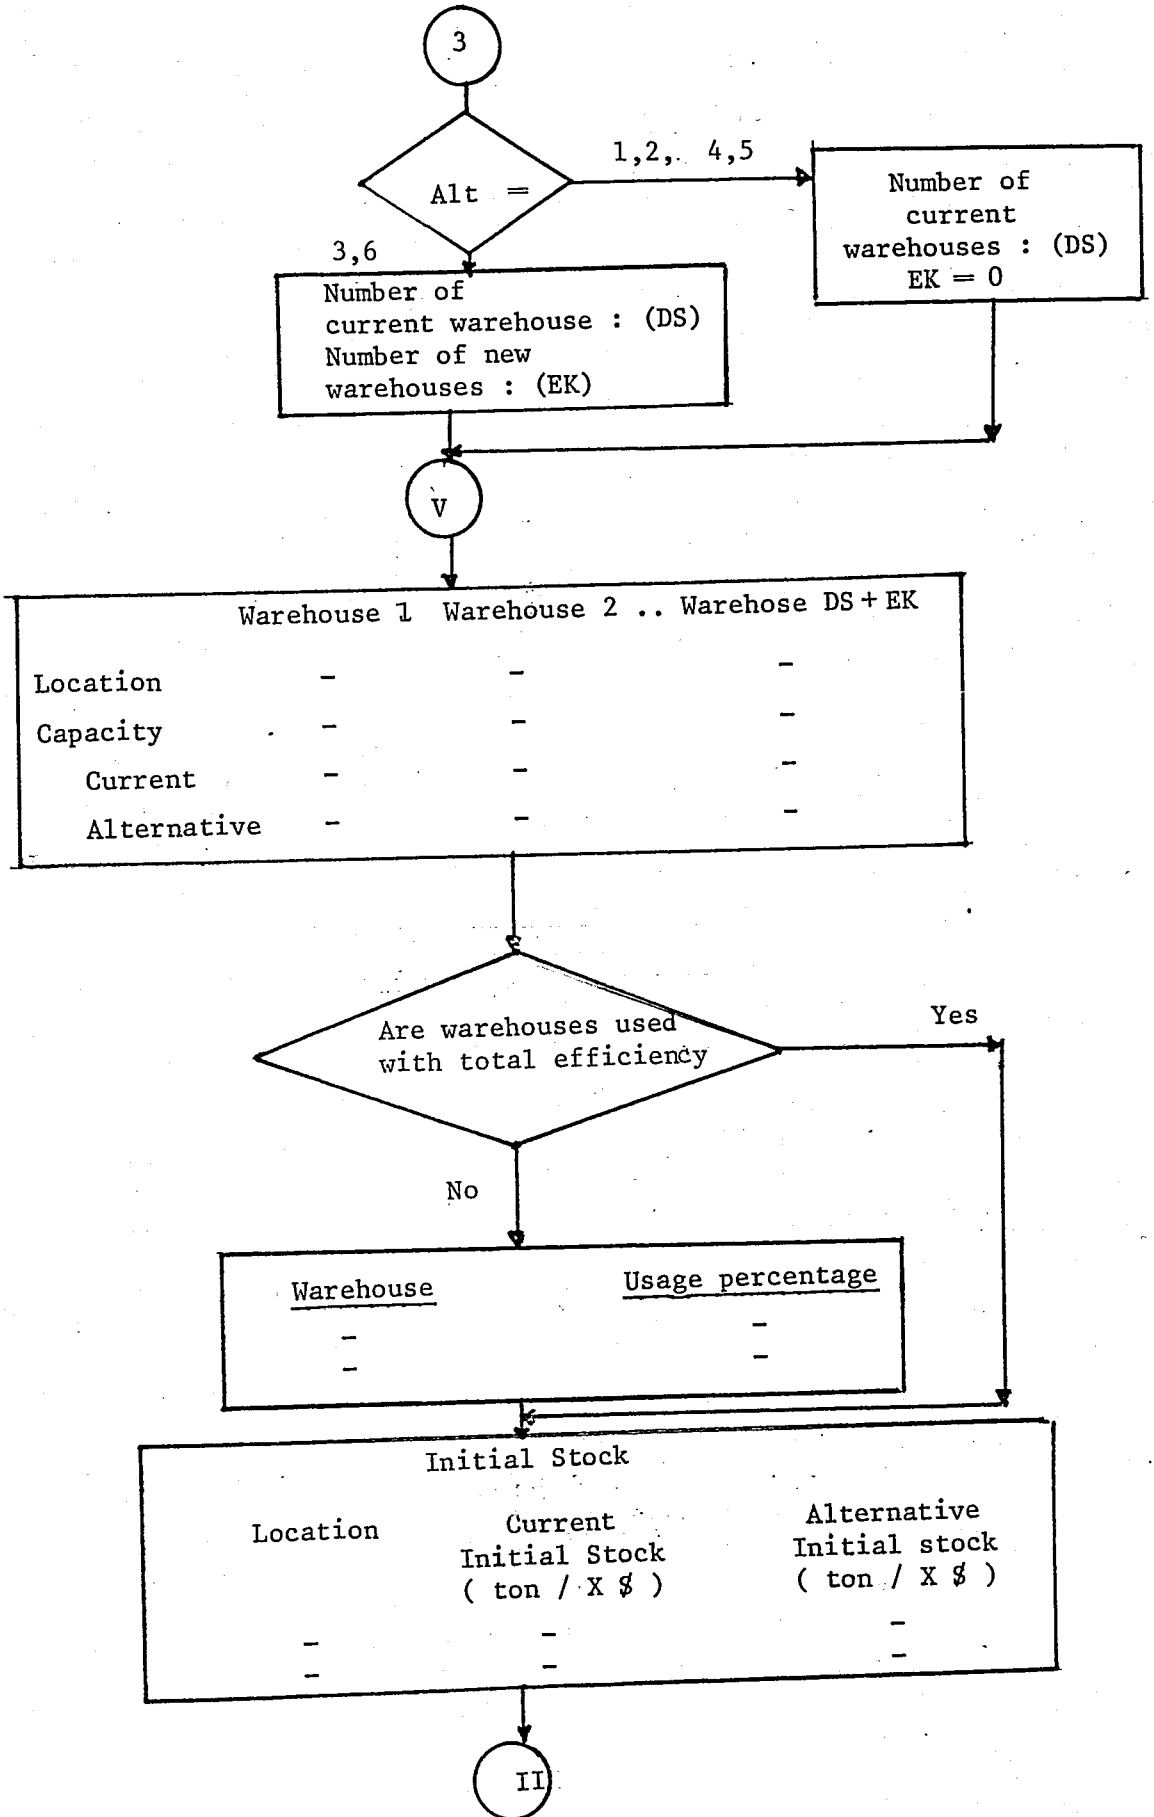 3
Alt =
1,2,. 4,5
Number of
current
warehouses : (DS)
EK = 0
3,6
Number of
current warehouse : (DS)
Number of new
warehouses : (EK)
V
Warehouse 1 Warehouse 2 .. Warehose DS + EK
Location - - -
Capacity - - -
Current - - -
Alternative - - -
Are warehouses used
with total efficiency
Yes
No
Warehouse Usage percentage
- -
- -
Initial Stock
Location Current Alternative
Initial Stock Initial stock
( ton / X $ ) ( ton / X $ )
- - -
- - -
II